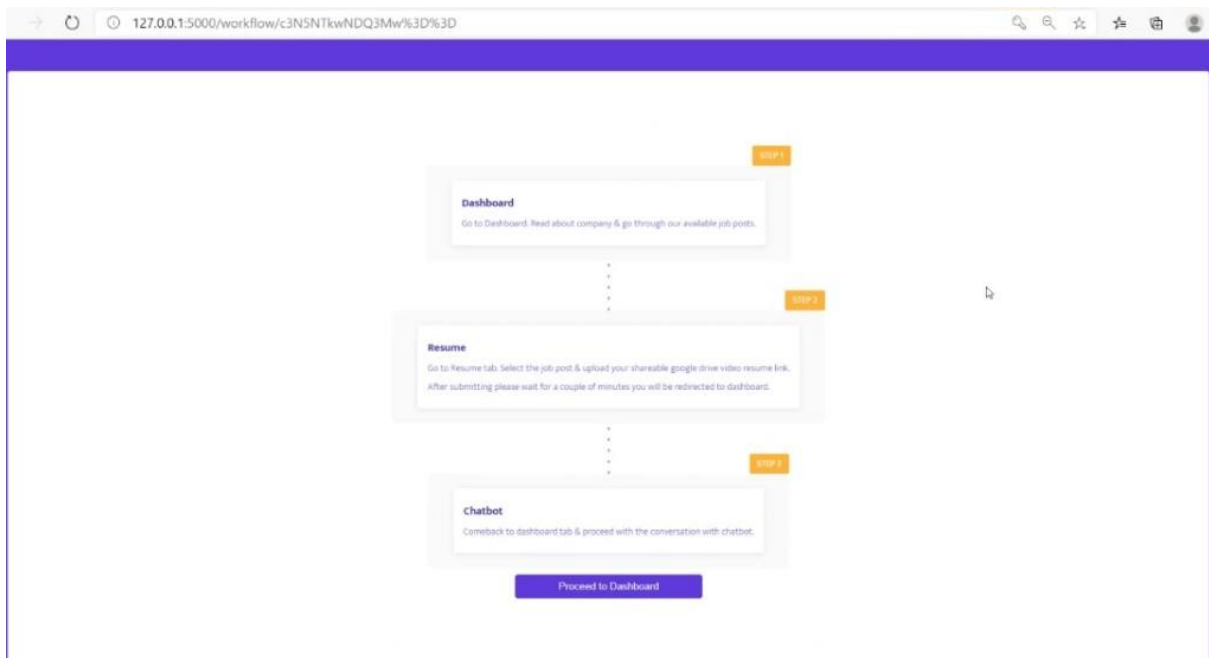 127.0.0.1:5000/workflow/c3N5NTkwNDQ3Mw%3D%3D
STEP 1
Dashboard
Go to Dashboard. Read about company & go through our available job posts.
STEP 2
Resume
Go to Resume tab. Select the job post & upload your shareable google drive video resume link.
After submitting please wait for a couple of minutes you will be redirected to dashboard.
STEP 3
Chatbot
Comeback to dashboard tab & proceed with the conversation with chatbot.
Proceed to Dashboard